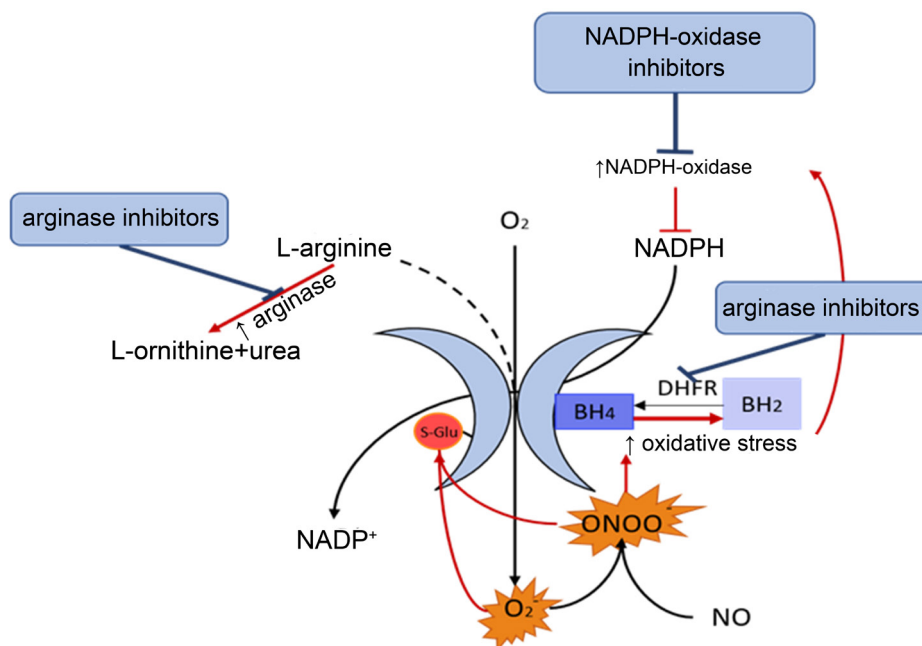 NADPH-oxidase
inhibitors
↑NADPH-oxidase
arginase inhibitors
O₂
L-arginine
NADPH
↑ arginase
arginase inhibitors
L-ornithine+urea
DHFR
BH4
BH2
S-Glu
↑ oxidative stress
ONOO⁻
NADP⁺
O₂⁻
NO